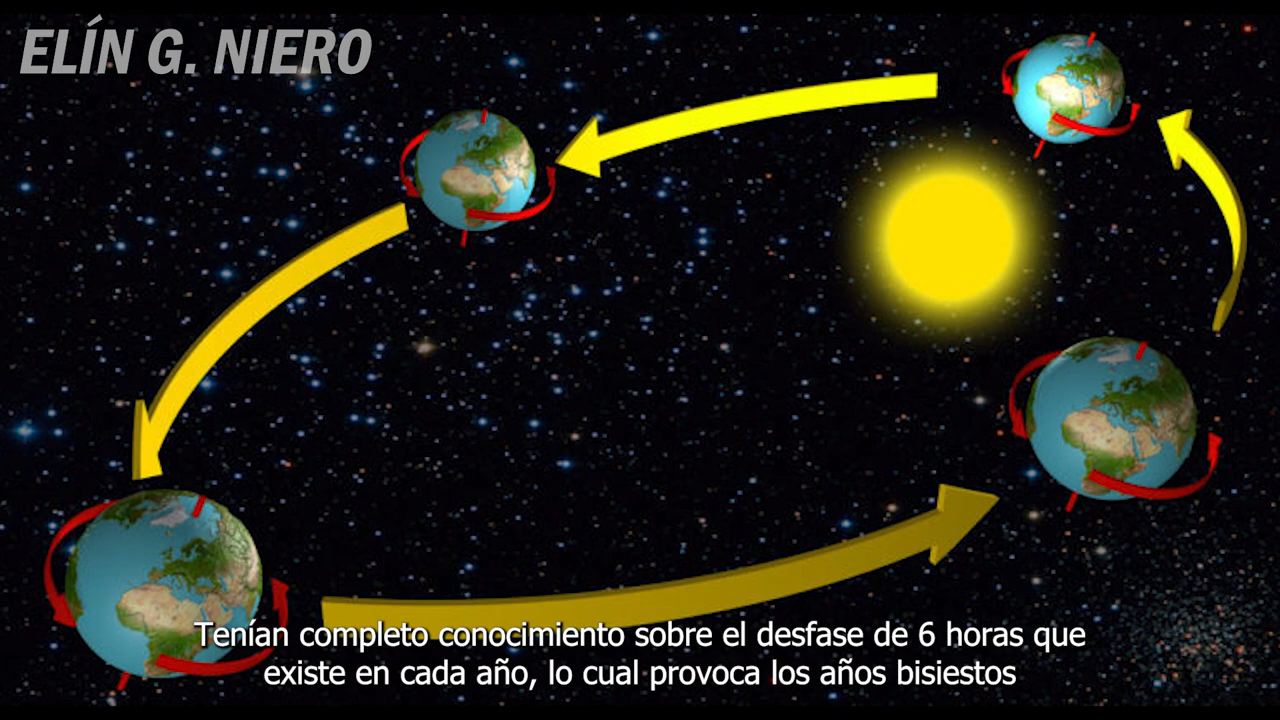 ELÍN G. NIERO
Tenían completo conocimiento sobre el desfase de 6 horas que
existe en cada año, lo cual provoca los años bisiestos